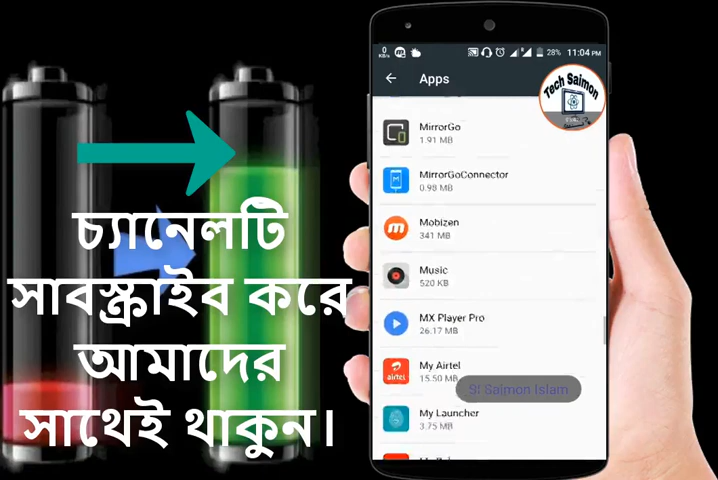 চ্যানেলটি
সাবস্ক্রাইব করে
আমাদের
সাথেই থাকুন।
0
KB/s
28% 11:04 PM
Apps
Tech Saimon
MirrorGo
1.91 MB
MirrorGoConnector
0.98 MB
Mobizen
341 MB
Music
520 KB
MX Player Pro
26.17 MB
My Airtel
airtel
15.50 MB
SI Saimon Islam
My Launcher
3.75 MB